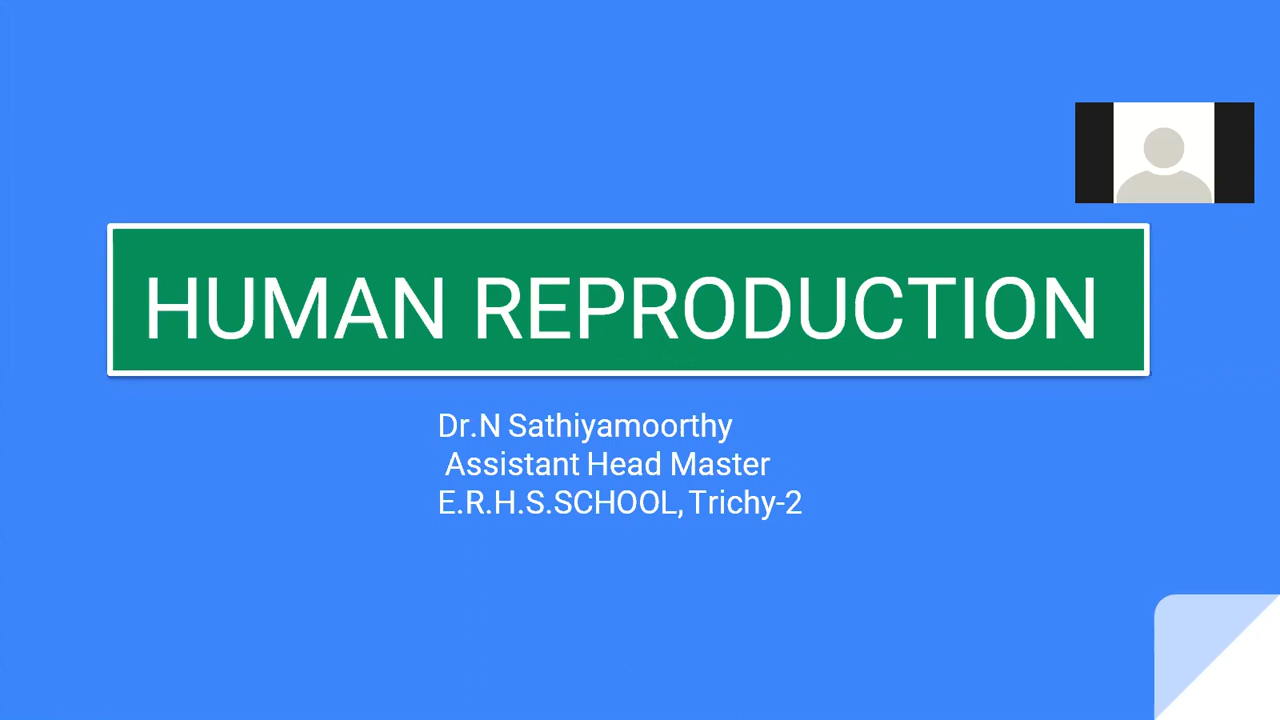 HUMAN REPRODUCTION
Dr.N Sathiyamoorthy
Assistant Head Master
E.R.H.S.SCHOOL, Trichy-2